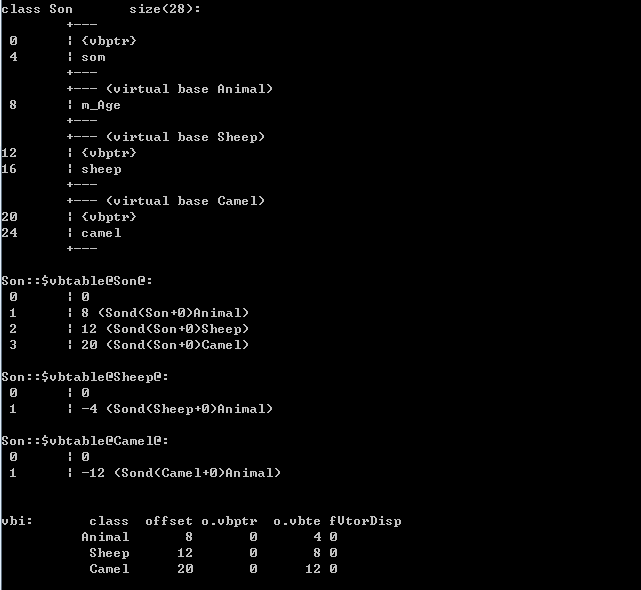 class Son       size(28):
        +---
 0      | {vbptr}
 4      | som
        +---
        +--- (virtual base Animal)
 8      | m_Age
        +---
        +--- (virtual base Sheep)
12      | {vbptr}
16      | sheep
        +---
        +--- (virtual base Camel)
20      | {vbptr}
24      | camel
        +---
Son::$vbtable@Son@:
 0      | 0
 1      | 8 (Sond(Son+0)Animal)
 2      | 12 (Sond(Son+0)Sheep)
 3      | 20 (Sond(Son+0)Camel)
Son::$vbtable@Sheep@:
 0      | 0
 1      | -4 (Sond(Sheep+0)Animal)
Son::$vbtable@Camel@:
 0      | 0
 1      | -12 (Sond(Camel+0)Animal)
vbi:       class  offset o.vbptr  o.vbte fVtorDisp
          Animal       8       0       4 0
           Sheep      12       0       8 0
           Camel      20       0      12 0